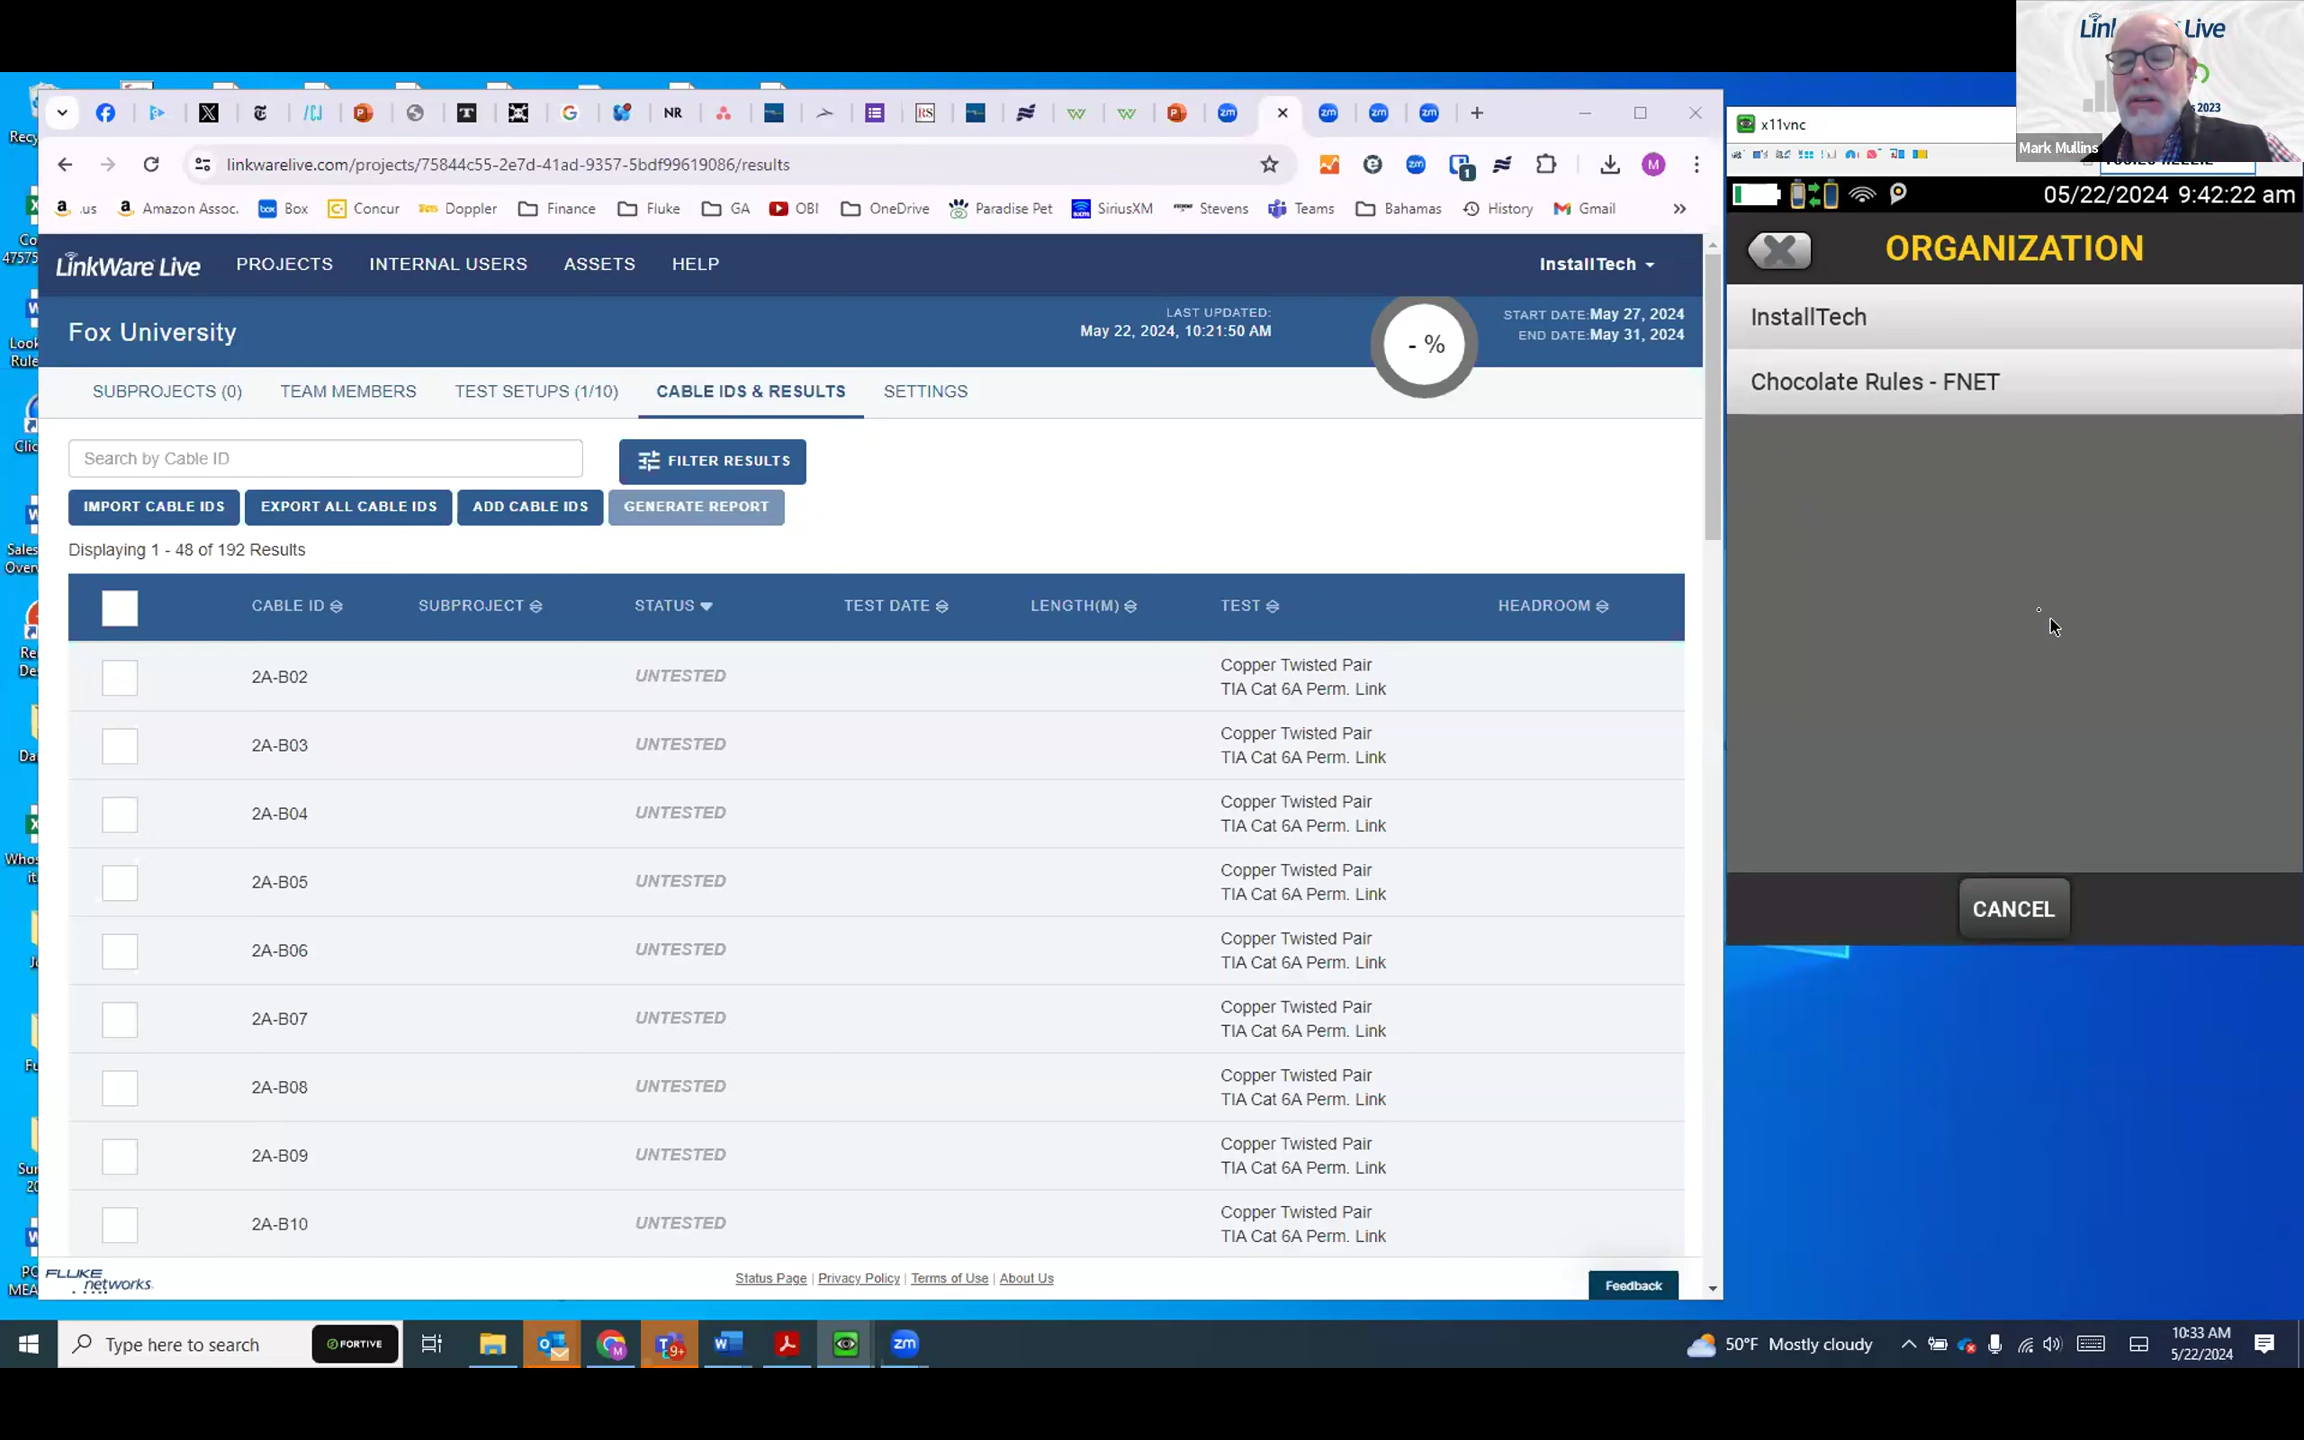 LinkWare Live
2023
Mark Mullins
x11vnc
linkwarelive.com/projects/75844c55-2e7d-41ad-9357-5bdf99619086/results
.us
Amazon Assoc.
Box
Concur
Doppler
Finance
Fluke
GA
OBI
OneDrive
Paradise Pet
SiriusXM
Stevens
Teams
Bahamas
History
Gmail
LinkWare Live
PROJECTS
INTERNAL USERS
ASSETS
HELP
InstallTech
Fox University
LAST UPDATED:
May 22, 2024, 10:21:50 AM
- %
START DATE:May 27, 2024
END DATE:May 31, 2024
SUBPROJECTS (0)
TEAM MEMBERS
TEST SETUPS (1/10)
CABLE IDS & RESULTS
SETTINGS
Search by Cable ID
FILTER RESULTS
IMPORT CABLE IDS
EXPORT ALL CABLE IDS
ADD CABLE IDS
GENERATE REPORT
Displaying 1 - 48 of 192 Results
CABLE ID SUBPROJECT STATUS TEST DATE LENGTH(M) TEST HEADROOM
2A-B02 UNTESTED Copper Twisted Pair
TIA Cat 6A Perm. Link
2A-B03 UNTESTED Copper Twisted Pair
TIA Cat 6A Perm. Link
2A-B04 UNTESTED Copper Twisted Pair
TIA Cat 6A Perm. Link
2A-B05 UNTESTED Copper Twisted Pair
TIA Cat 6A Perm. Link
2A-B06 UNTESTED Copper Twisted Pair
TIA Cat 6A Perm. Link
2A-B07 UNTESTED Copper Twisted Pair
TIA Cat 6A Perm. Link
2A-B08 UNTESTED Copper Twisted Pair
TIA Cat 6A Perm. Link
2A-B09 UNTESTED Copper Twisted Pair
TIA Cat 6A Perm. Link
2A-B10 UNTESTED Copper Twisted Pair
TIA Cat 6A Perm. Link
FLUKE networks.
Status Page | Privacy Policy | Terms of Use | About Us
Feedback
05/22/2024 9:42:22 am
ORGANIZATION
InstallTech
Chocolate Rules - FNET
CANCEL
Type here to search
FORTIVE
50°F Mostly cloudy
10:33 AM
5/22/2024